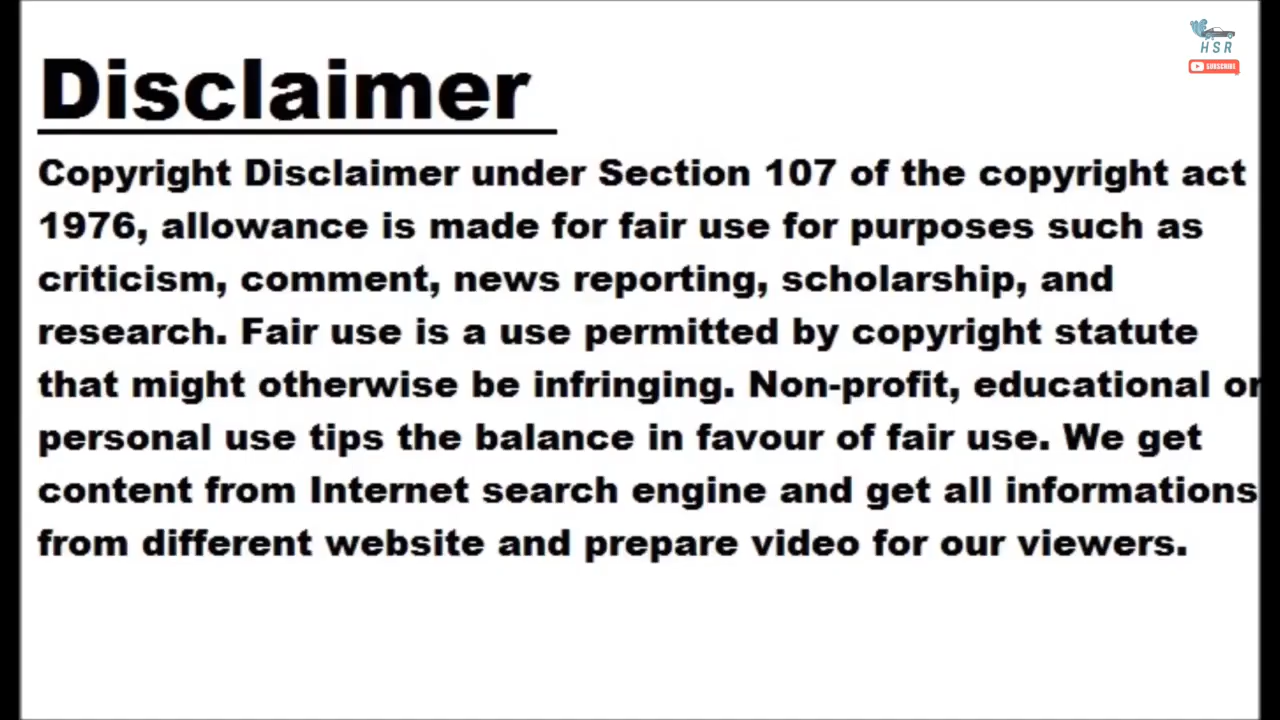 HSR
SUBSCRIBE
Disclaimer
Copyright Disclaimer under Section 107 of the copyright act
1976, allowance is made for fair use for purposes such as
criticism, comment, news reporting, scholarship, and
research. Fair use is a use permitted by copyright statute
that might otherwise be infringing. Non-profit, educational or
personal use tips the balance in favour of fair use. We get
content from Internet search engine and get all informations
from different website and prepare video for our viewers.